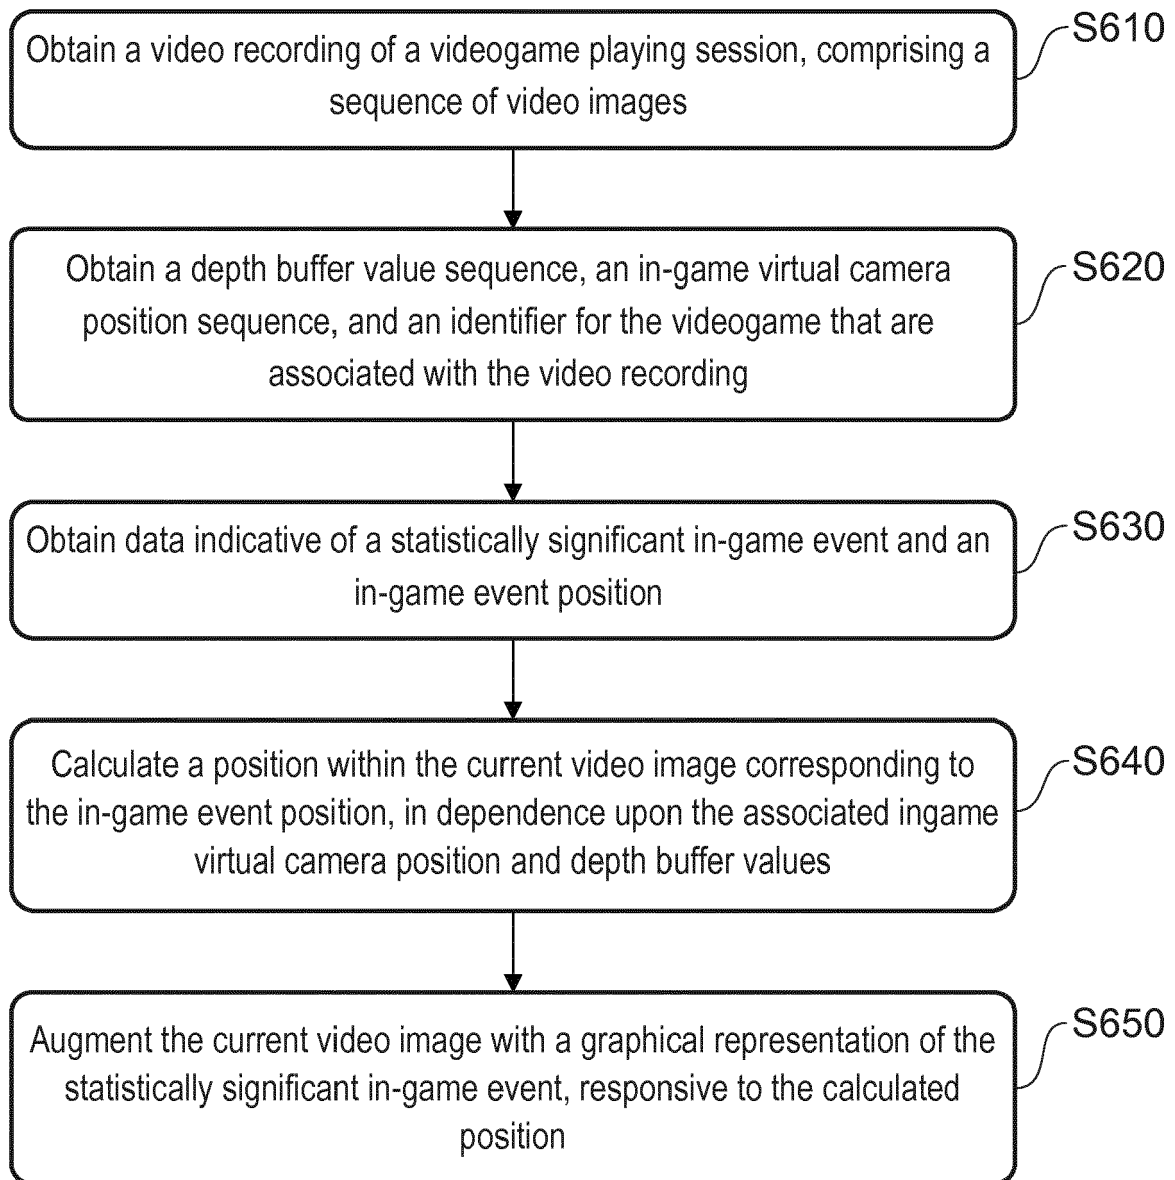 Obtain a video recording of a videogame playing session, comprising a
sequence of video images
S610
Obtain a depth buffer value sequence, an in-game virtual camera
position sequence, and an identifier for the videogame that are
associated with the video recording
S620
Obtain data indicative of a statistically significant in-game event and an
in-game event position
S630
Calculate a position within the current video image corresponding to
the in-game event position, in dependence upon the associated ingame
virtual camera position and depth buffer values
S640
Augment the current video image with a graphical representation of the
statistically significant in-game event, responsive to the calculated
position
S650